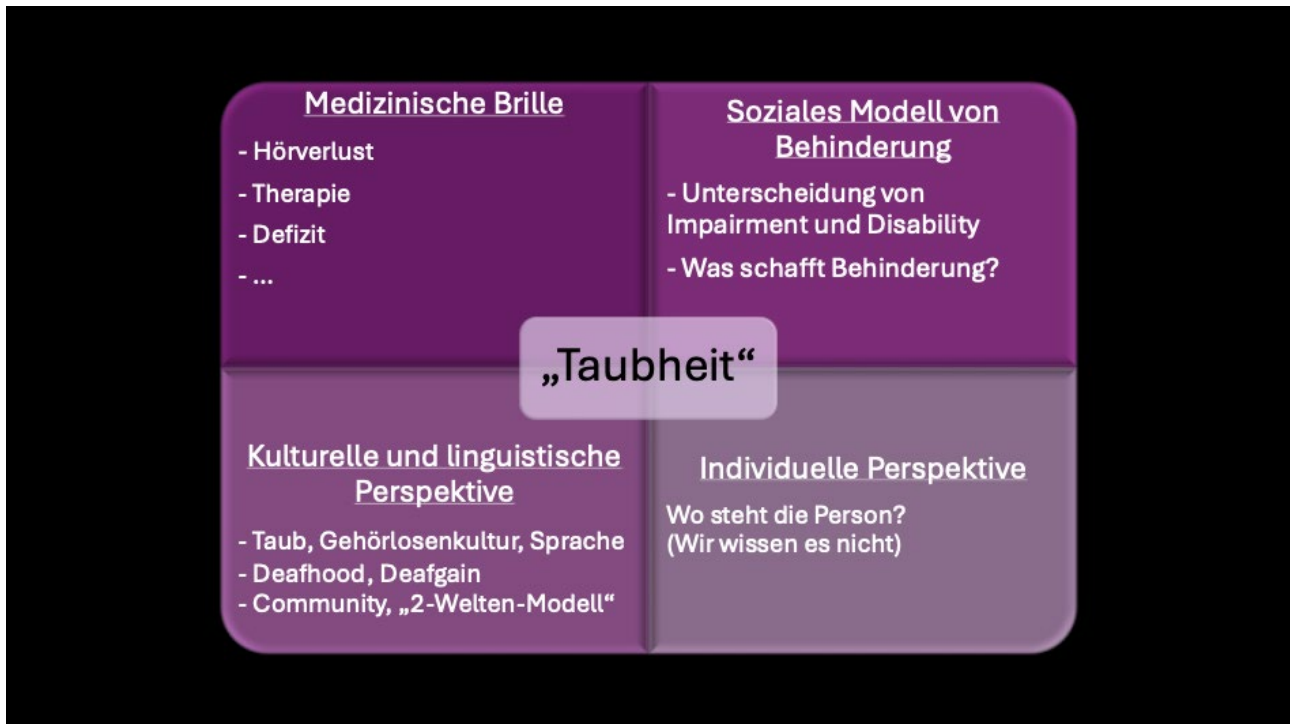 Medizinische Brille
- Hörverlust
- Therapie
- Defizit
- ...
Soziales Modell von
Behinderung
- Unterscheidung von
Impairment und Disability
- Was schafft Behinderung?
„Taubheit“
Kulturelle und linguistische
Perspektive
- Taub, Gehörlosenkultur, Sprache
- Deafhood, Deafgain
- Community, „2-Welten-Modell“
Individuelle Perspektive
Wo steht die Person?
(Wir wissen es nicht)